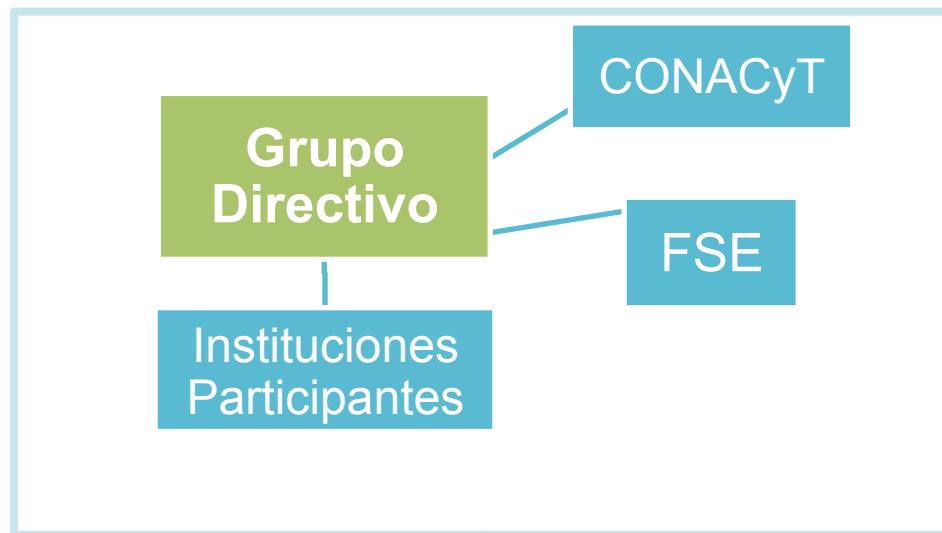 CONACyT
Grupo
Directivo
FSE
Instituciones
Participantes